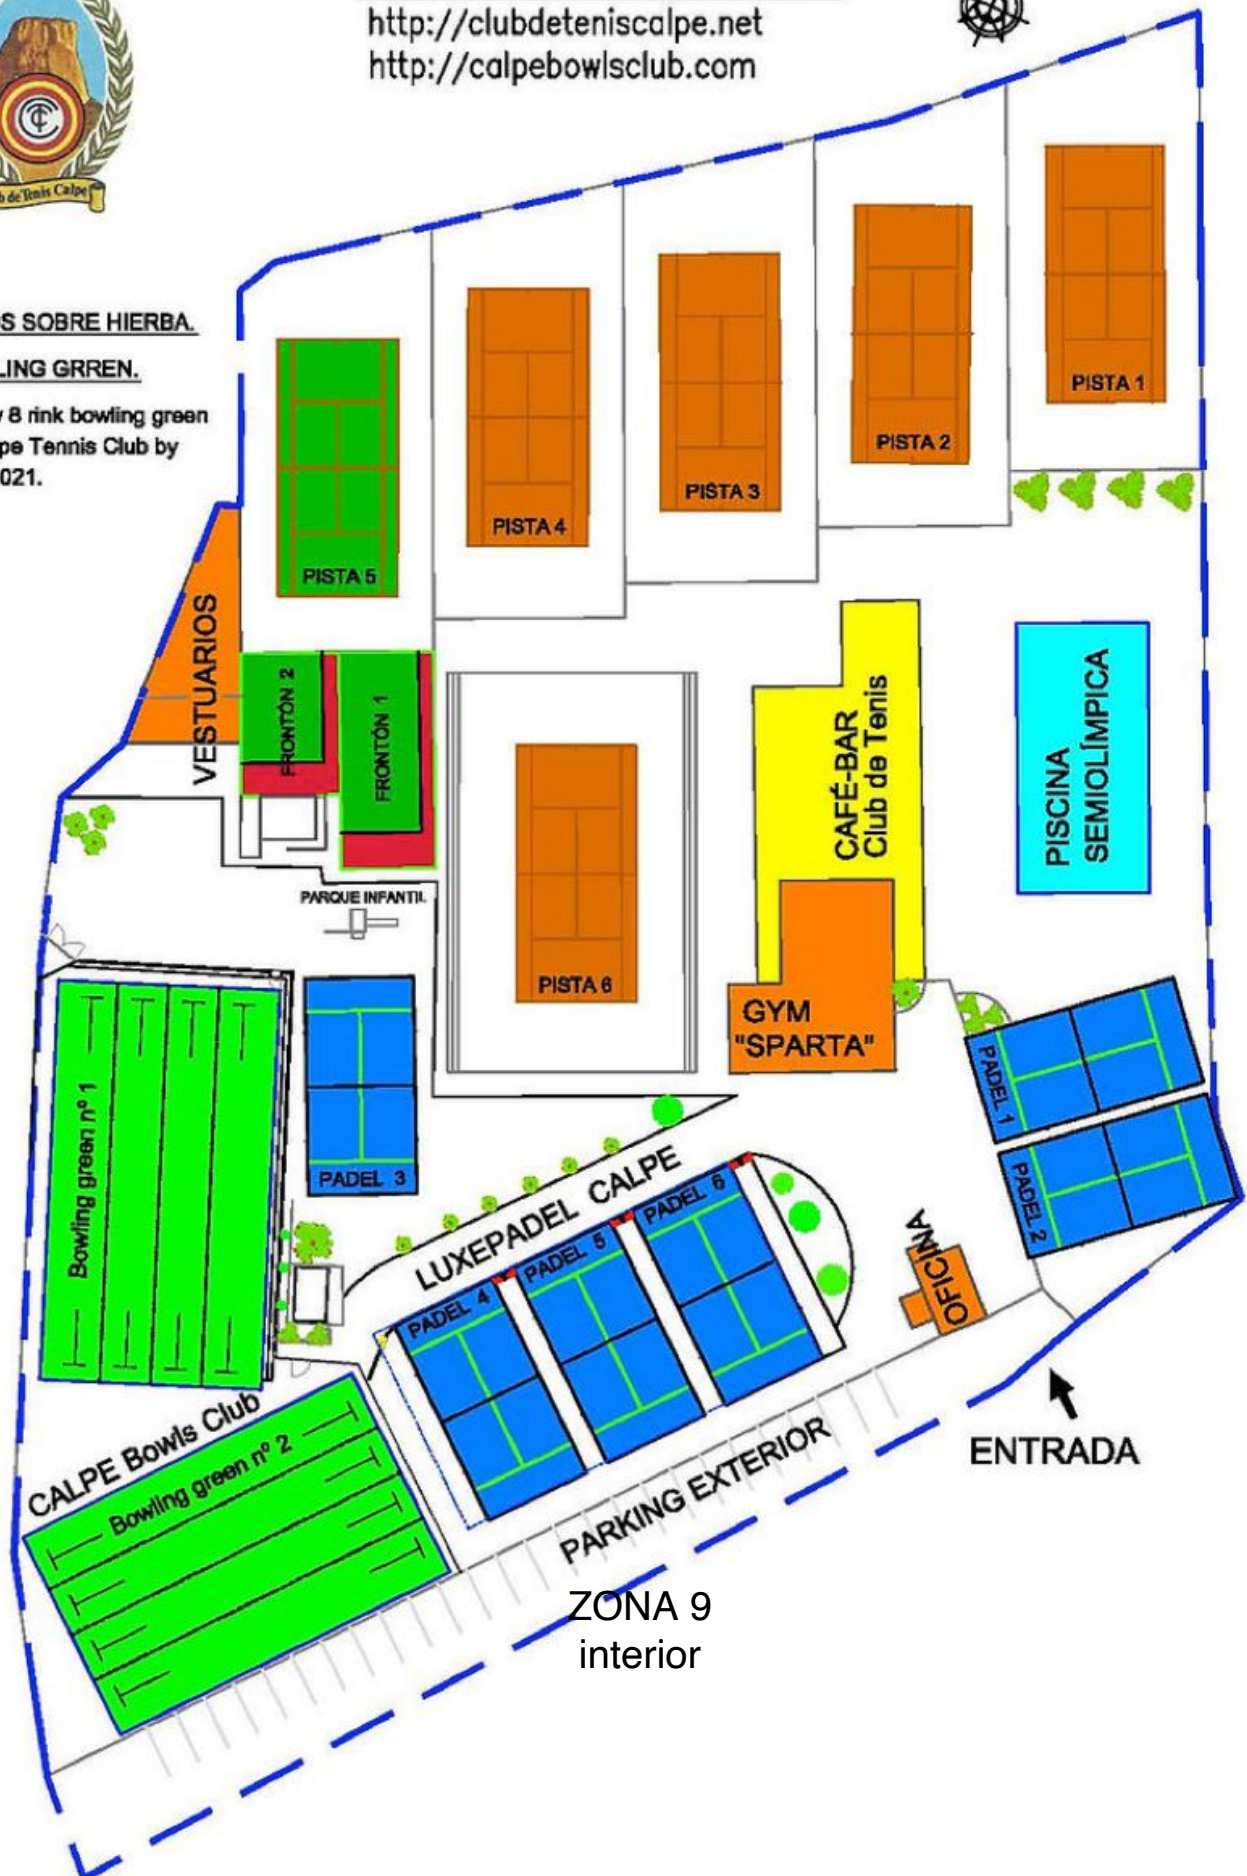 http://clubdeteniscalpe.net
http://calpebowlsclub.com
b de Tenis Calpe
OS SOBRE HIERBA.
LING GRREN.
8 rink bowling green
pe Tennis Club by
021.
PISTA 1
PISTA 2
PISTA 3
PISTA 4
PISTA 5
VESTUARIOS
FRONTÓN 2
FRONTÓN 1
CAFÉ-BAR
Club de Tenis
PISCINA
SEMIOLÍMPICA
PARQUE INFANTIL
PISTA 6
GYM
"SPARTA"
PADEL 1
PADEL 2
PADEL 3
Bowling green nº 1
LUXEPADEL CALPE
PADEL 4
PADEL 5
PADEL 6
OFICINA
CALPE Bowls Club
Bowling green nº 2
PARKING EXTERIOR
ENTRADA
ZONA 9
interior